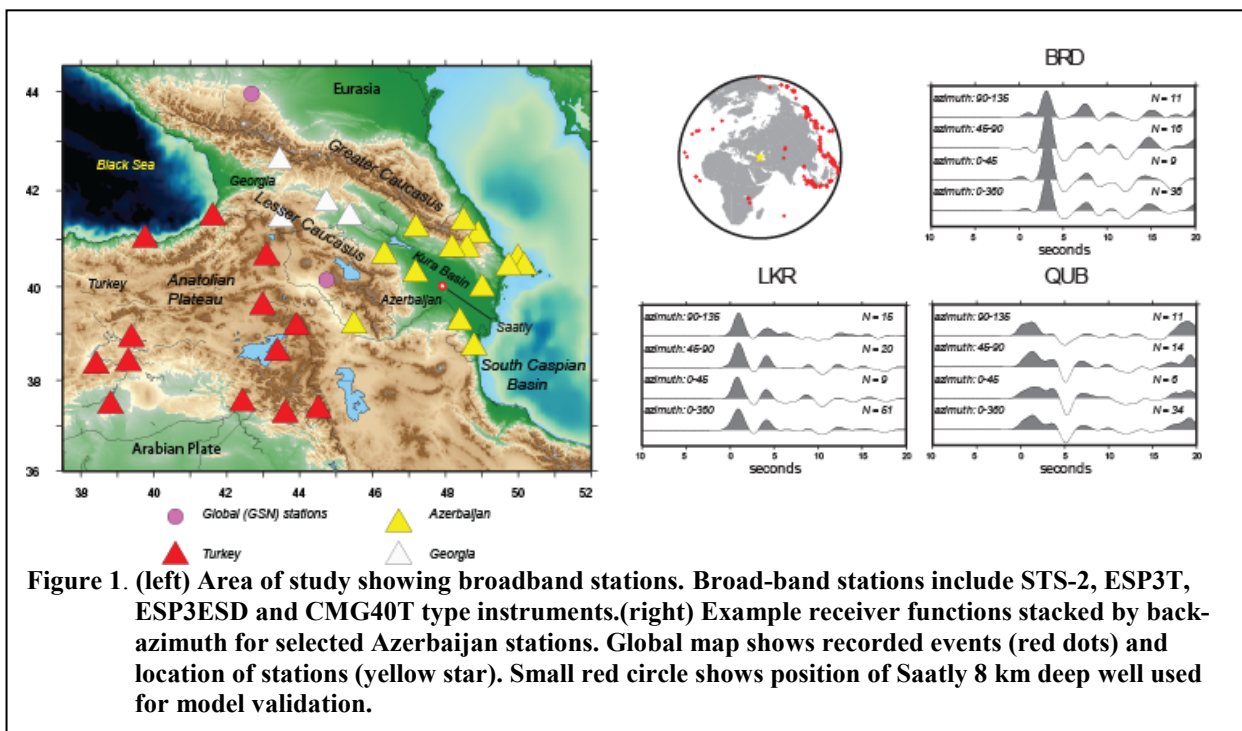 44
42
40
38
36
38 40 42 44 46 48 50 52
Eurasia
Black Sea
Greater Caucasus
Georgia
Lesser Caucasus
Kura Basin
Turkey
Anatolian
Plateau
Azerbaijan
Saatly
South Caspian
Basin
Arabian Plate
Global (GSN) stations
Azerbaijan
Turkey
Georgia
BRD
azimuth: 90-135 N = 11
azimuth: 45-90 N = 16
azimuth: 0-45 N = 9
azimuth: 0-360 N = 36
10 5 0 5 10 15 20
seconds
LKR
azimuth: 90-135 N = 16
azimuth: 45-90 N = 20
azimuth: 0-45 N = 9
azimuth: 0-360 N = 51
10 5 0 5 10 15 20
seconds
QUB
azimuth: 90-135 N = 11
azimuth: 45-90 N = 14
azimuth: 0-45 N = 6
azimuth: 0-360 N = 34
10 5 0 5 10 15 20
seconds
Figure 1. (left) Area of study showing broadband stations. Broad-band stations include STS-2, ESP3T,
ESP3ESD and CMG40T type instruments.(right) Example receiver functions stacked by back-
azimuth for selected Azerbaijan stations. Global map shows recorded events (red dots) and
location of stations (yellow star). Small red circle shows position of Saatly 8 km deep well used
for model validation.